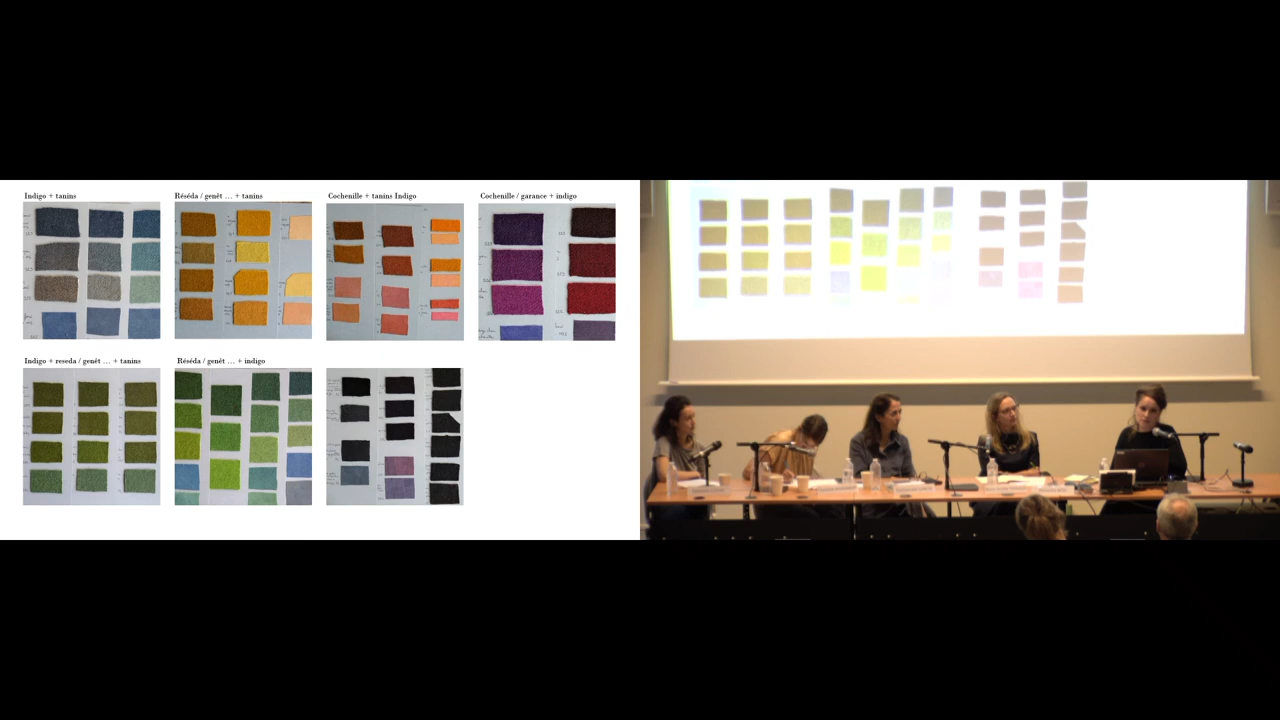 Indigo + tanins
Réséda / genêt ... + tanins
Cochenille + tanins Indigo
Cochenille / garance + indigo
Indigo + reseda / genêt ... + tanins
Réséda / genêt ... + indigo